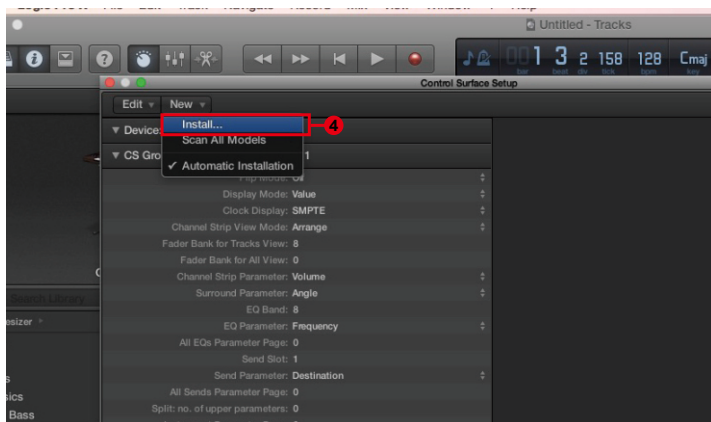 Untitled - Tracks
001 3 2 158 128 Cmaj
bar beat div tick bpm key
Control Surface Setup
Edit New
Install...
4
Device:
Scan All Models
CS Gro 1
✓ Automatic Installation
Flip Mode: Off
Display Mode: Value
Clock Display: SMPTE
Channel Strip View Mode: Arrange
Fader Bank for Tracks View: 8
Fader Bank for All View: 0
Channel Strip Parameter: Volume
Search Library
Surround Parameter: Angle
EQ Band: 8
esizer
EQ Parameter: Frequency
All EQs Parameter Page: 0
Send Slot: 1
Send Parameter: Destination
All Sends Parameter Page: 0
sics
Split: no. of upper parameters: 0
Bass